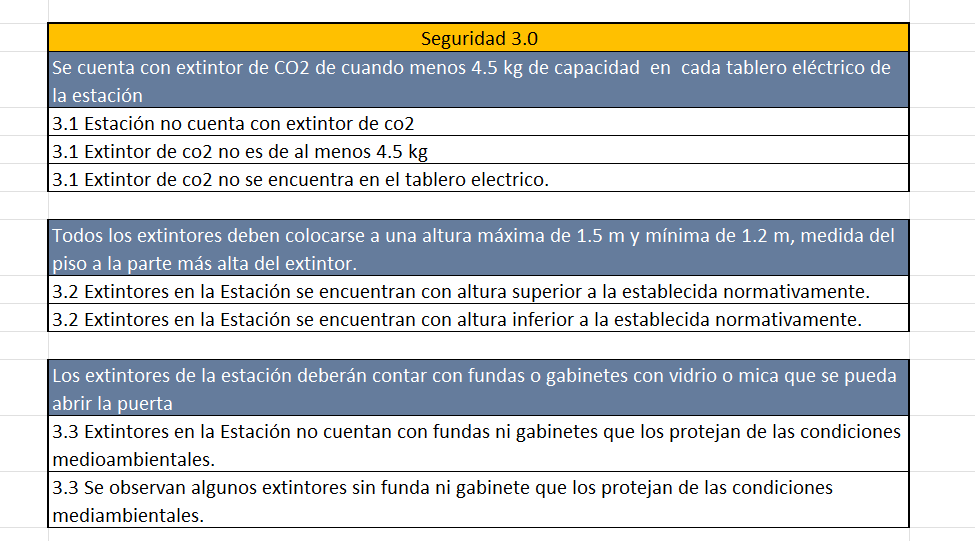 Seguridad 3.0
Se cuenta con extintor de CO2 de cuando menos 4.5 kg de capacidad  en  cada tablero eléctrico de
la estación
3.1 Estación no cuenta con extintor de co2
3.1 Extintor de co2 no es de al menos 4.5 kg
3.1 Extintor de co2 no se encuentra en el tablero electrico.
Todos los extintores deben colocarse a una altura máxima de 1.5 m y mínima de 1.2 m, medida del
piso a la parte más alta del extintor.
3.2 Extintores en la Estación se encuentran con altura superior a la establecida normativamente.
3.2 Extintores en la Estación se encuentran con altura inferior a la establecida normativamente.
Los extintores de la estación deberán contar con fundas o gabinetes con vidrio o mica que se pueda
abrir la puerta
3.3 Extintores en la Estación no cuentan con fundas ni gabinetes que los protejan de las condiciones
medioambientales.
3.3 Se observan algunos extintores sin funda ni gabinete que los protejan de las condiciones
mediambientales.